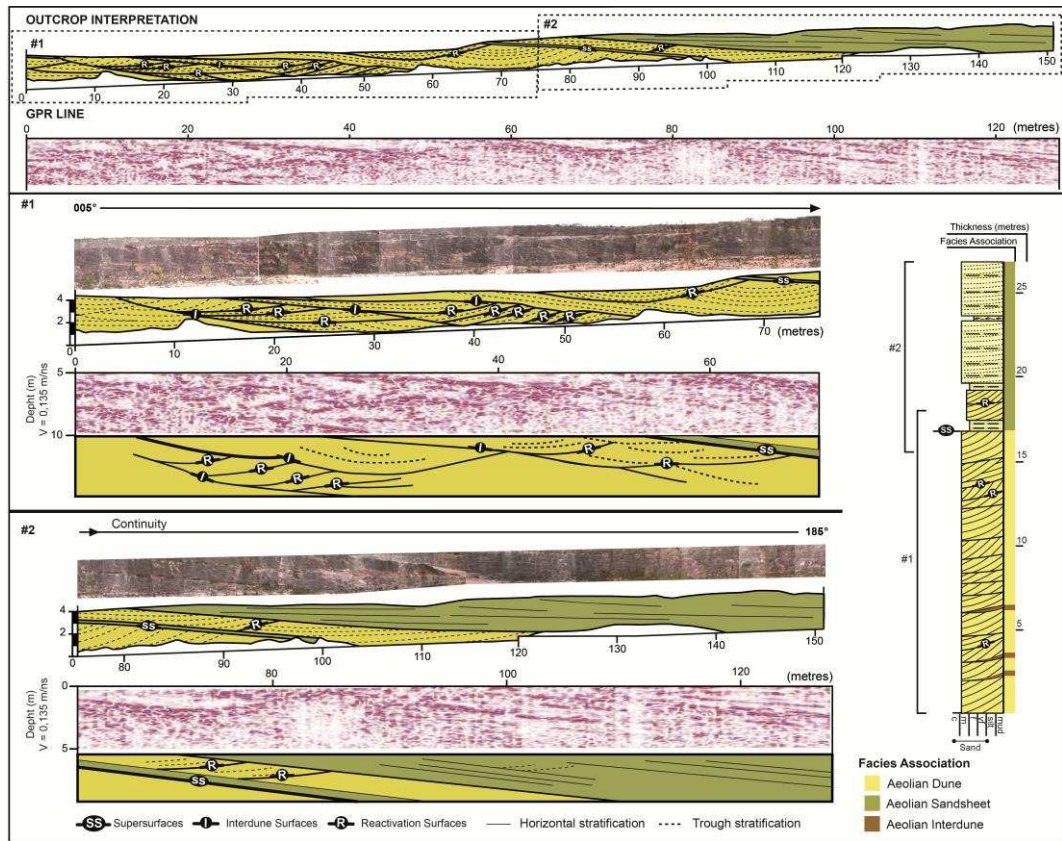 OUTCROP INTERPRETATION
#1
#2
R R I R R R R SS R
0 10 20 30 40 50 60 70 80 90 100 110 120 130 140 150
GPR LINE
0 20 40 60 80 100 120 (metres)
#1
005°
4
2
0
I R R R I I R R R R R R SS
10 20 30 40 50 60 70 (metres)
0 20 40 60
5
10
Depht (m)
V = 0,135 m/ns
R I R I R R I R R SS
#2
Continuity
185°
4
2
SS R
0 80 90 100 110 120 130 140 150
80 100 120 (metres)
0
5
Depht (m)
V = 0,135 m/ns
R SS R
Thickness (metres)
Facies Association
#2
#1
25
20
R
SS
15
R
R
10
5
R
c m f vf silt mud
Sand
Facies Association
Aeolian Dune
Aeolian Sandsheet
Aeolian Interdune
SS Supersurfaces I Interdune Surfaces R Reactivation Surfaces Horizontal stratification Trough stratification